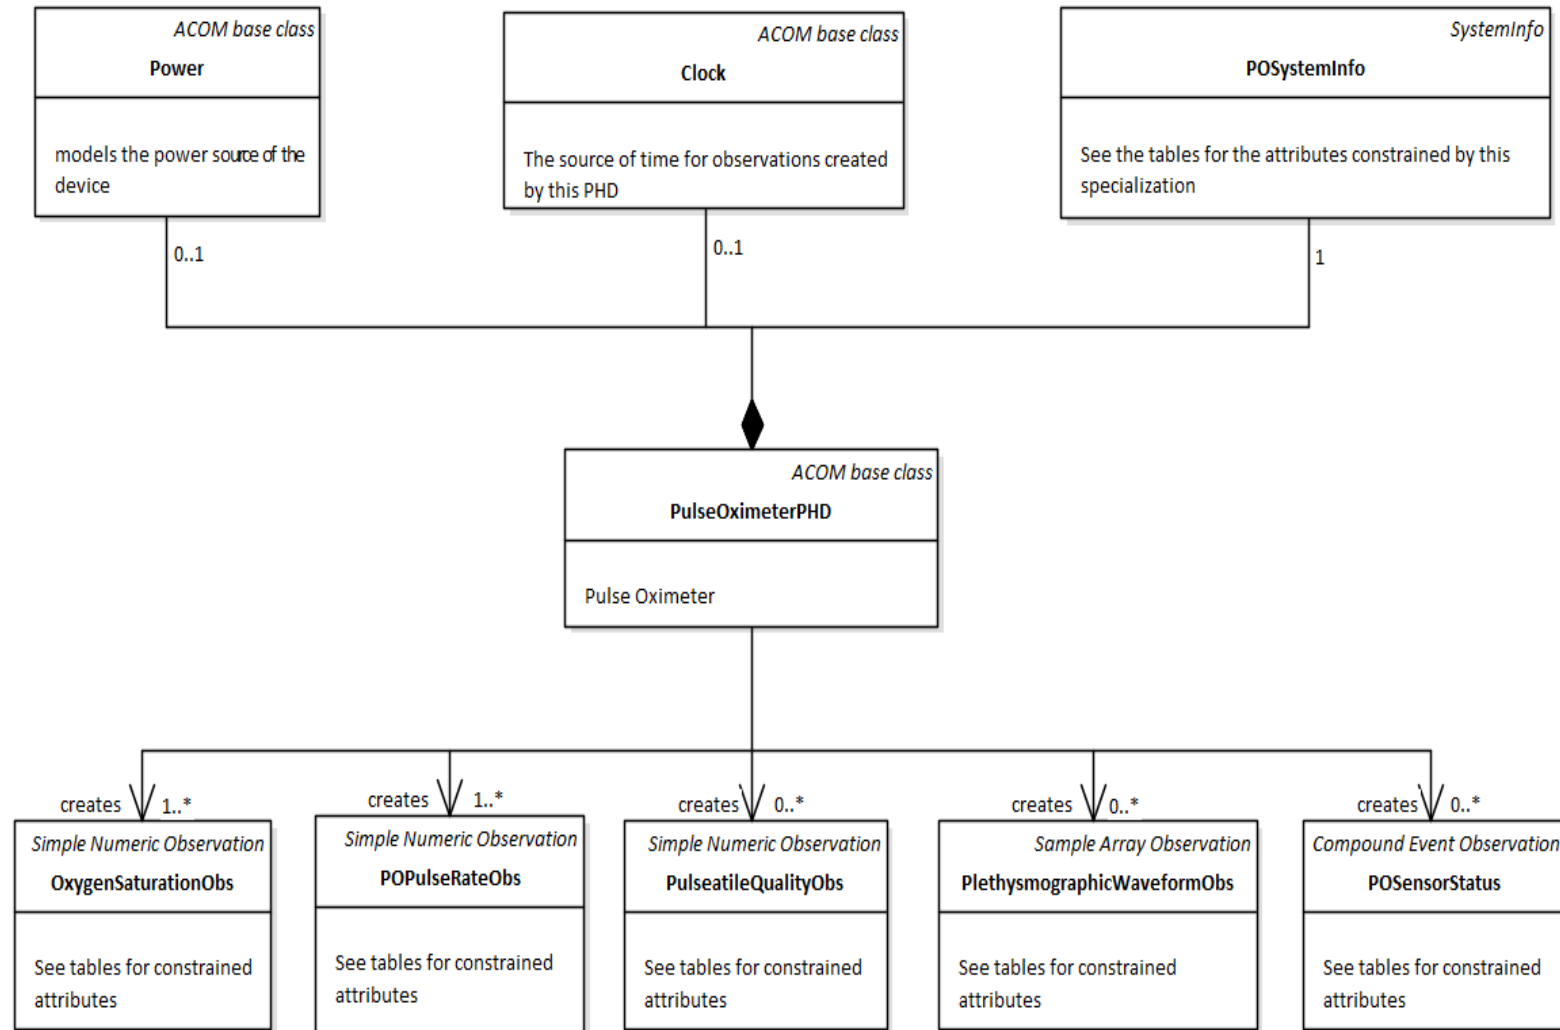 ACOM base class
Power
models the power source of the
device
0..1
ACOM base class
Clock
The source of time for observations created
by this PHD
0..1
SystemInfo
POSystemInfo
See the tables for the attributes constrained by this
specialization
1
ACOM base class
PulseOximeterPHD
Pulse Oximeter
creates 1..*
Simple Numeric Observation
OxygenSaturationObs
See tables for constrained
attributes
creates 1..*
Simple Numeric Observation
POPulseRateObs
See tables for constrained
attributes
creates 0..*
Simple Numeric Observation
PulseatileQualityObs
See tables for constrained
attributes
creates 0..*
Sample Array Observation
PlethysmographicWaveformObs
See tables for constrained
attributes
creates 0..*
Compound Event Observation
POSensorStatus
See tables for constrained
attributes